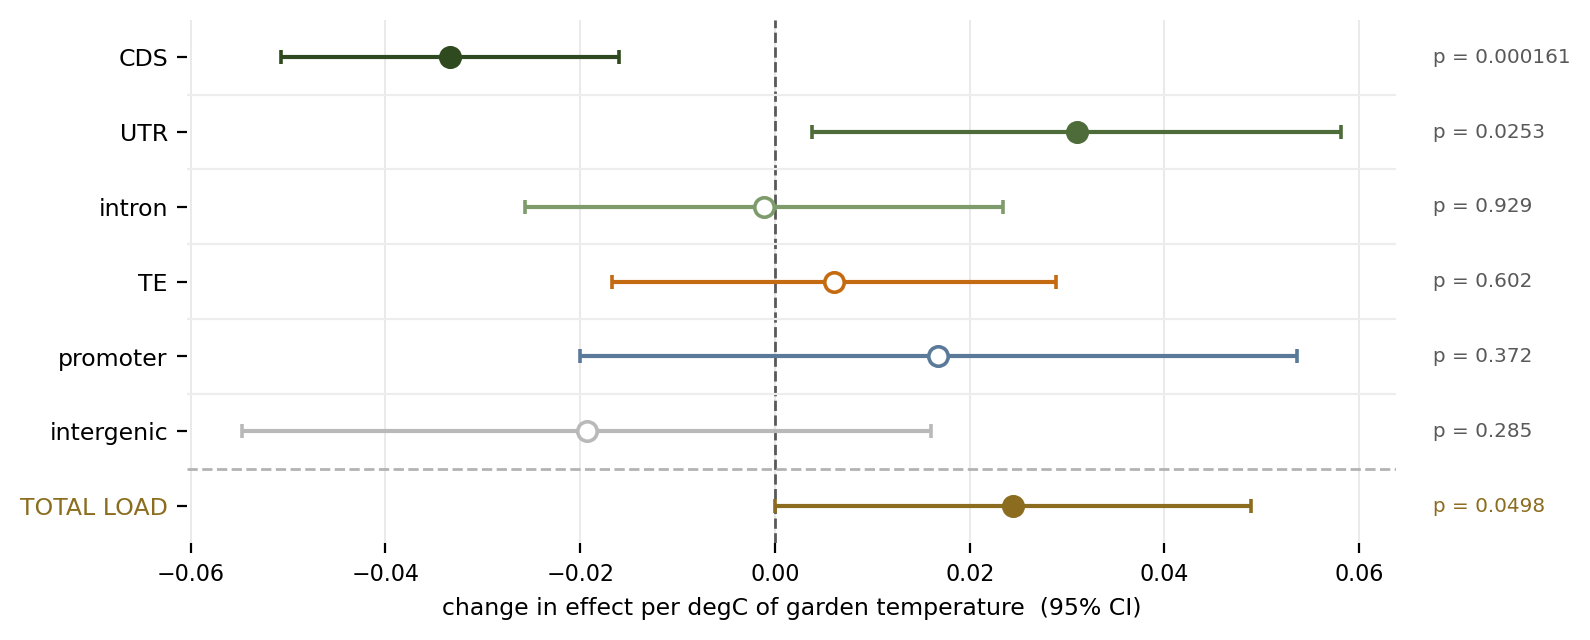 CDS p = 0.000161
UTR p = 0.0253
intron p = 0.929
TE p = 0.602
promoter p = 0.372
intergenic p = 0.285
TOTAL LOAD p = 0.0498
−0.06 −0.04 −0.02 0.00 0.02 0.04 0.06
change in effect per degC of garden temperature (95% CI)